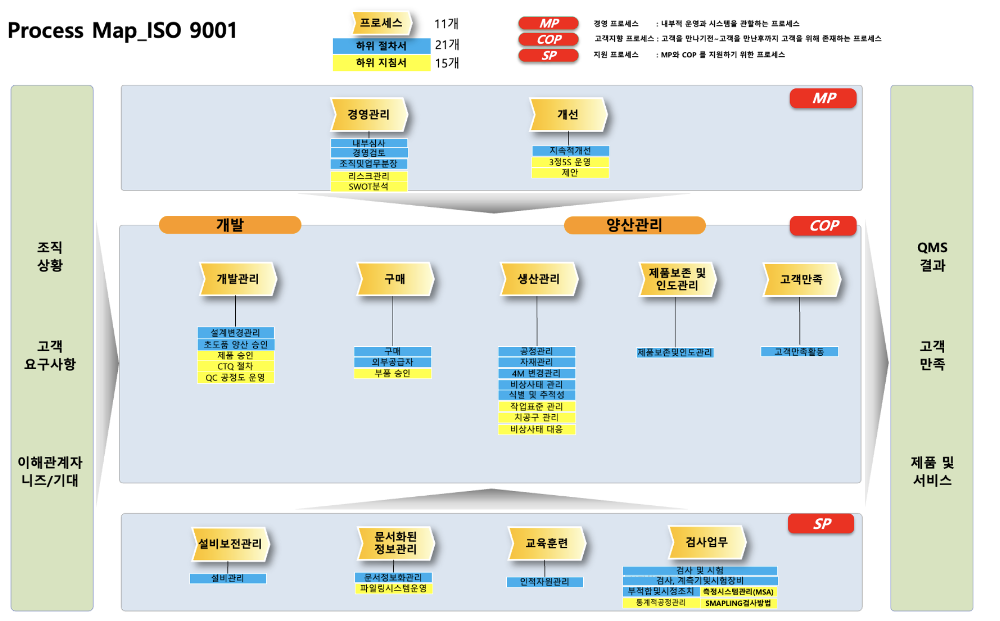 Process Map_ISO 9001
프로세스 11개
하위 절차서 21개
하위 지침서 15개
MP 경영 프로세스 : 내부적 운영과 시스템을 관할하는 프로세스
COP 고객지향 프로세스 : 고객을 만나기전~고객을 만난후까지 고객을 위해 존재하는 프로세스
SP 지원 프로세스 : MP와 COP 를 지원하기 위한 프로세스
조직
상황
고객
요구사항
이해관계자
니즈/기대
MP
경영관리
내부심사
경영검토
조직및업무분장
리스크관리
SWOT분석
개선
지속적개선
3정5S 운영
제안
개발
양산관리
COP
개발관리
설계변경관리
초도품 양산 승인
제품 승인
CTQ 절차
QC 공정도 운영
구매
구매
외부공급자
부품 승인
생산관리
공정관리
자재관리
4M 변경관리
비상사태 관리
식별 및 추적성
작업표준 관리
치공구 관리
비상사태 대응
제품보존 및
인도관리
제품보존및인도관리
고객만족
고객만족활동
SP
설비보전관리
설비관리
문서화된
정보관리
문서정보화관리
파일링시스템운영
교육훈련
인적자원관리
검사업무
검사 및 시험
검사, 계측기및시험장비
부적합및시정조치 측정시스템관리(MSA)
통계적공정관리 SMAPLING검사방법
QMS
결과
고객
만족
제품 및
서비스